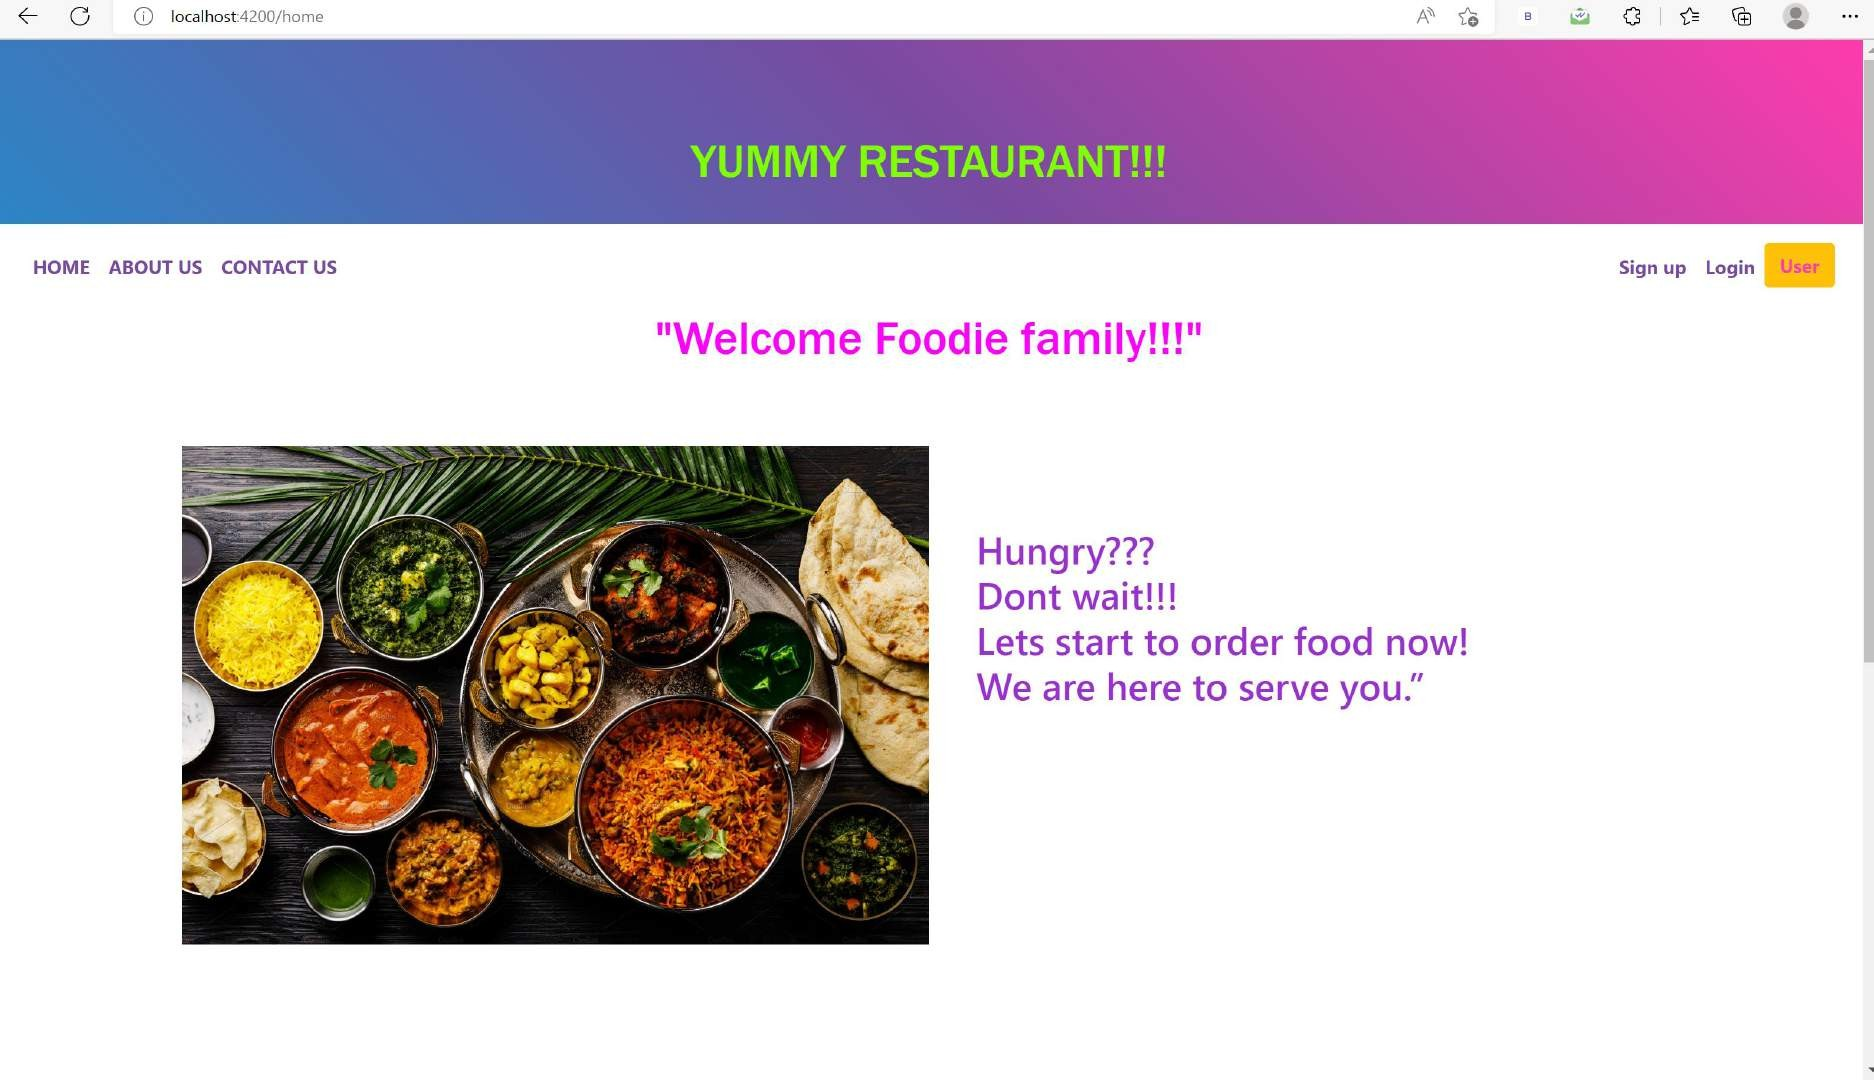 localhost:4200/home
YUMMY RESTAURANT!!!
HOME ABOUT US CONTACT US Sign up Login User
"Welcome Foodie family!!!"
Hungry???
Dont wait!!!
Lets start to order food now!
We are here to serve you.”